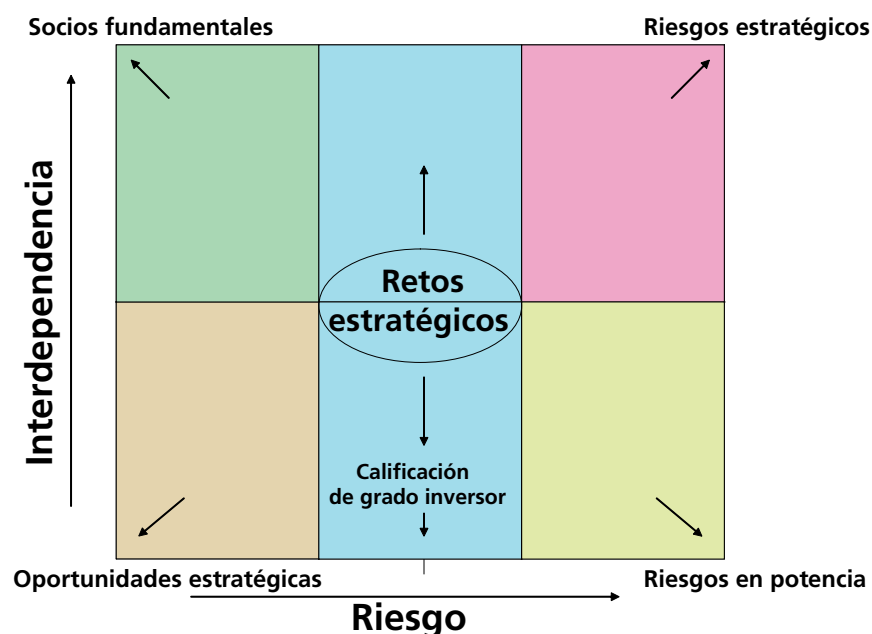 Socios fundamentales
Riesgos estratégicos
Interdependencia
Retos
estratégicos
Calificación
de grado inversor
Oportunidades estratégicas
Riesgos en potencia
Riesgo